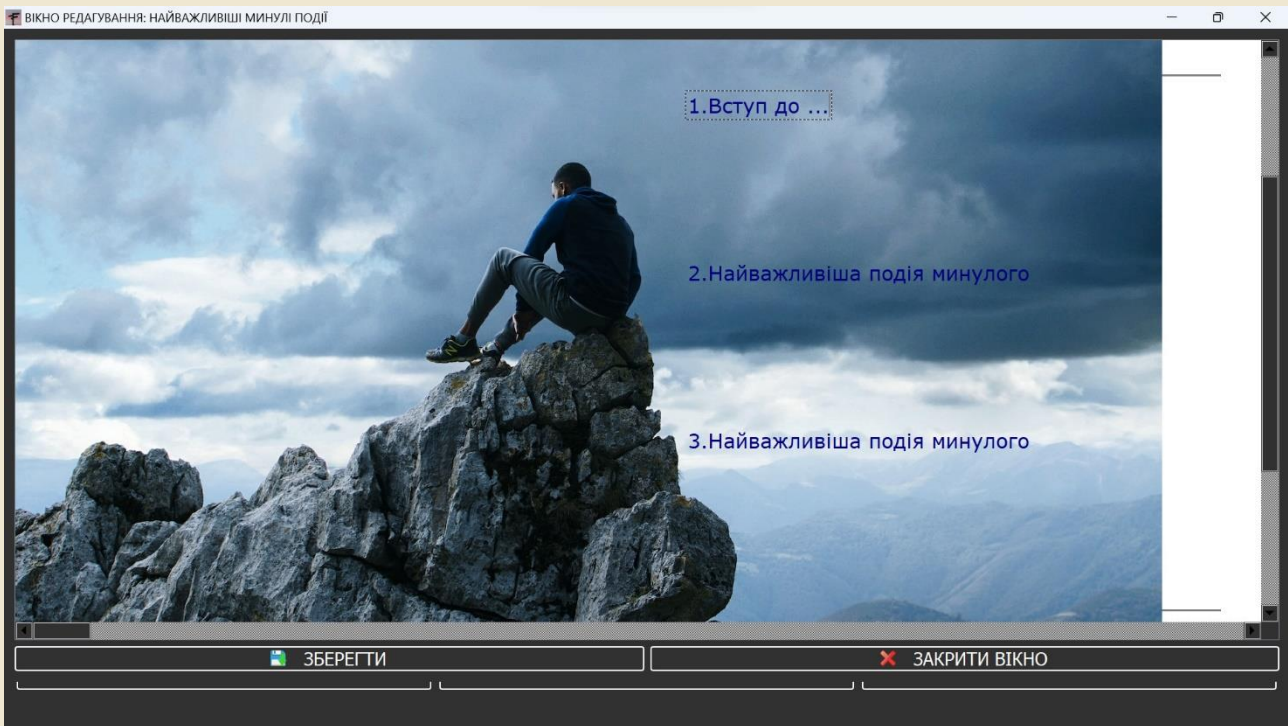 ВІКНО РЕДАГУВАННЯ: НАЙВАЖЛИВІШІ МИНУЛІ ПОДІЇ
1.Вступ до ...
2.Найважливіша подія минулого
3.Найважливіша подія минулого
ЗБЕРЕГТИ
ЗАКРИТИ ВІКНО